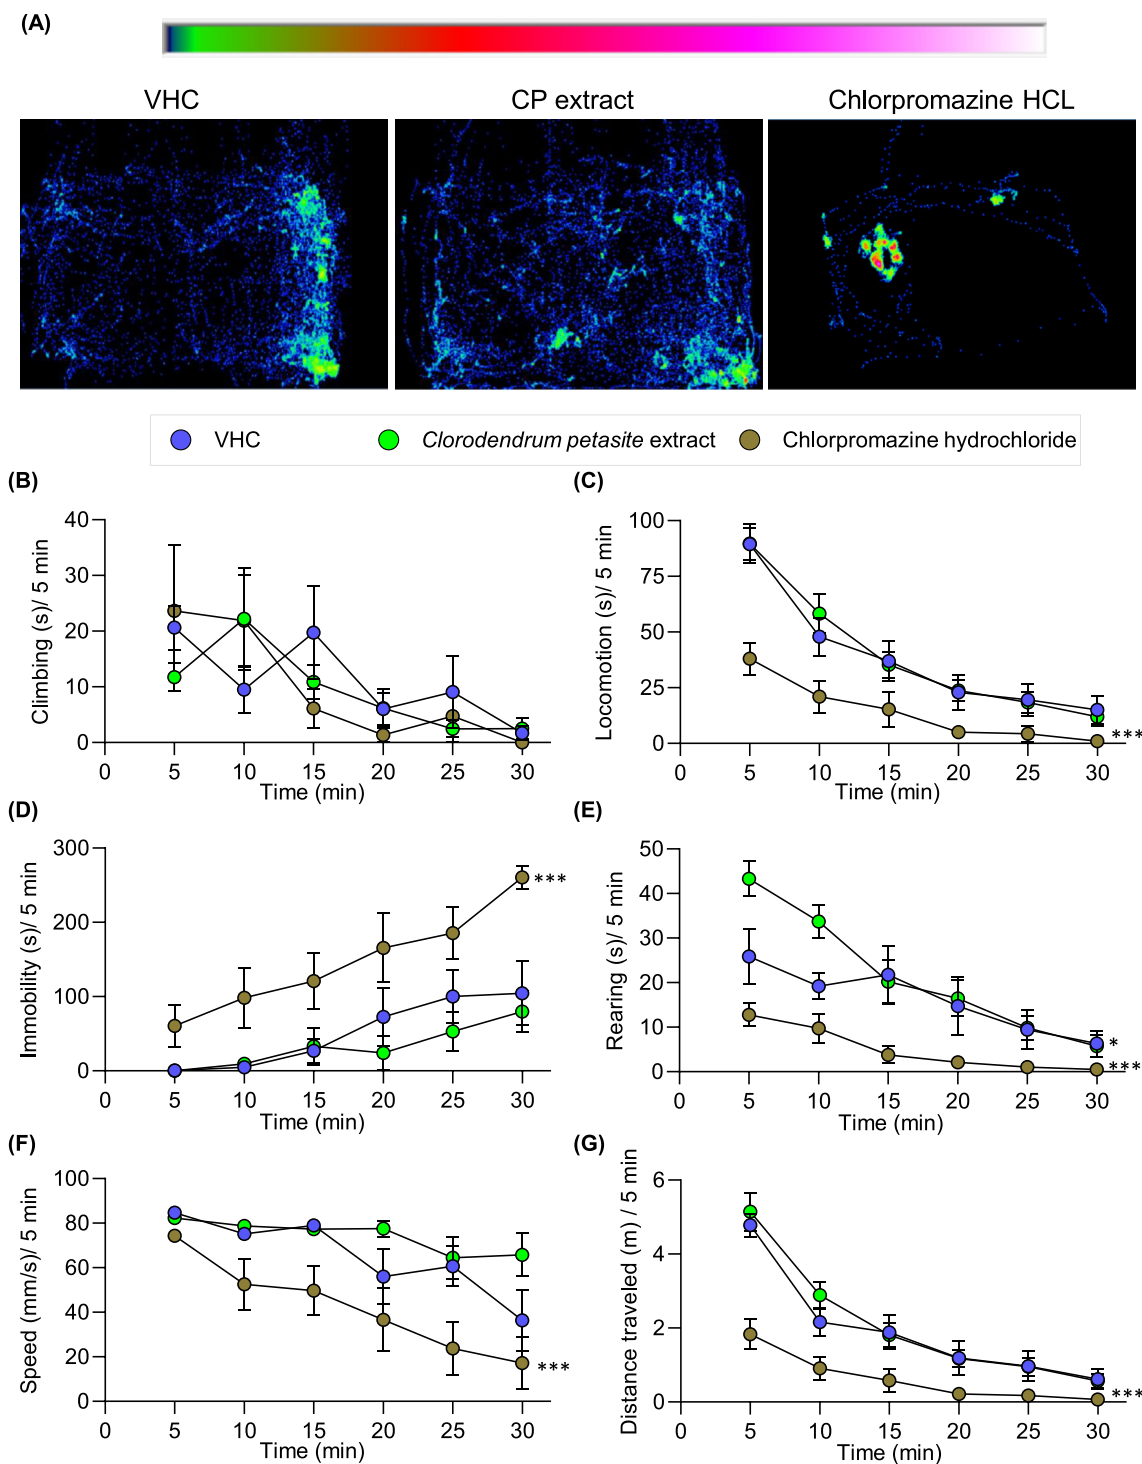 (A)
VHC CP extract Chlorpromazine HCL
VHC Clorodendrum petasite extract Chlorpromazine hydrochloride
(B)
Climbing (s)/ 5 min
40
30
20
10
0
0 5 10 15 20 25 30
Time (min)
(C)
Locomotion (s)/ 5 min
100
75
50
25
0
***
0 5 10 15 20 25 30
Time (min)
(D)
Immobility (s)/ 5 min
300
200
100
0
***
0 5 10 15 20 25 30
Time (min)
(E)
Rearing (s)/ 5 min
50
40
30
20
10
0
*
***
0 5 10 15 20 25 30
Time (min)
(F)
Speed (mm/s)/ 5 min
100
80
60
40
20
0
***
0 5 10 15 20 25 30
Time (min)
(G)
Distance traveled (m) / 5 min
6
4
2
0
***
0 5 10 15 20 25 30
Time (min)